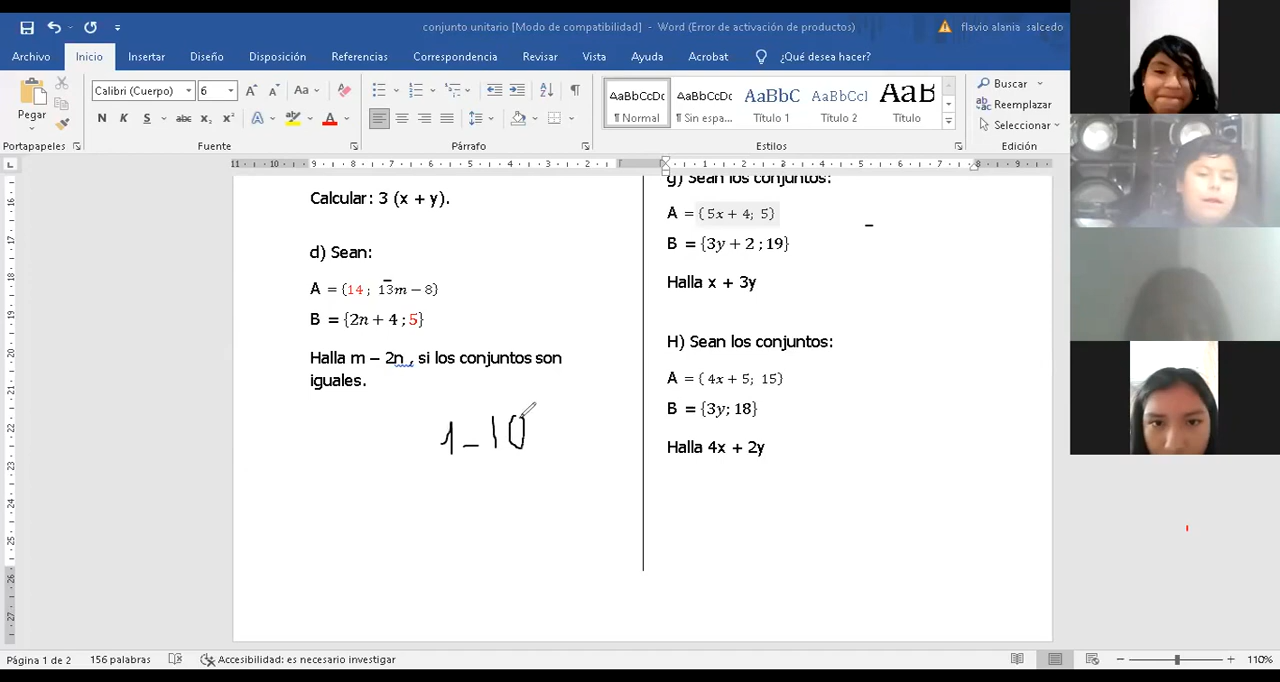 conjunto unitario [Modo de compatibilidad] - Word (Error de activación de productos)
flavio alania salcedo
Archivo Inicio Insertar Diseño Disposición Referencias Correspondencia Revisar Vista Ayuda Acrobat ¿Qué desea hacer?
Pegar
Calibri (Cuerpo) 6
N K S abc x₂ x²
AaBbCcDc AaBbCcDc AaBbC AaBbCcI AaB
¶ Normal ¶ Sin espa... Título 1 Título 2 Título
Buscar
Reemplazar
Seleccionar
Portapapeles Fuente Párrafo Estilos Edición
Calcular: 3 (x + y).
d) Sean:
A = {14 ; 13m − 8}
B = {2n + 4 ; 5}
Halla m – 2n , si los conjuntos son
iguales.
1 - 10
g) Sean los conjuntos:
A = { 5x + 4; 5}
B = {3y + 2 ; 19}
Halla x + 3y
H) Sean los conjuntos:
A = { 4x + 5; 15}
B = {3y; 18}
Halla 4x + 2y
Página 1 de 2 156 palabras Accesibilidad: es necesario investigar 110%